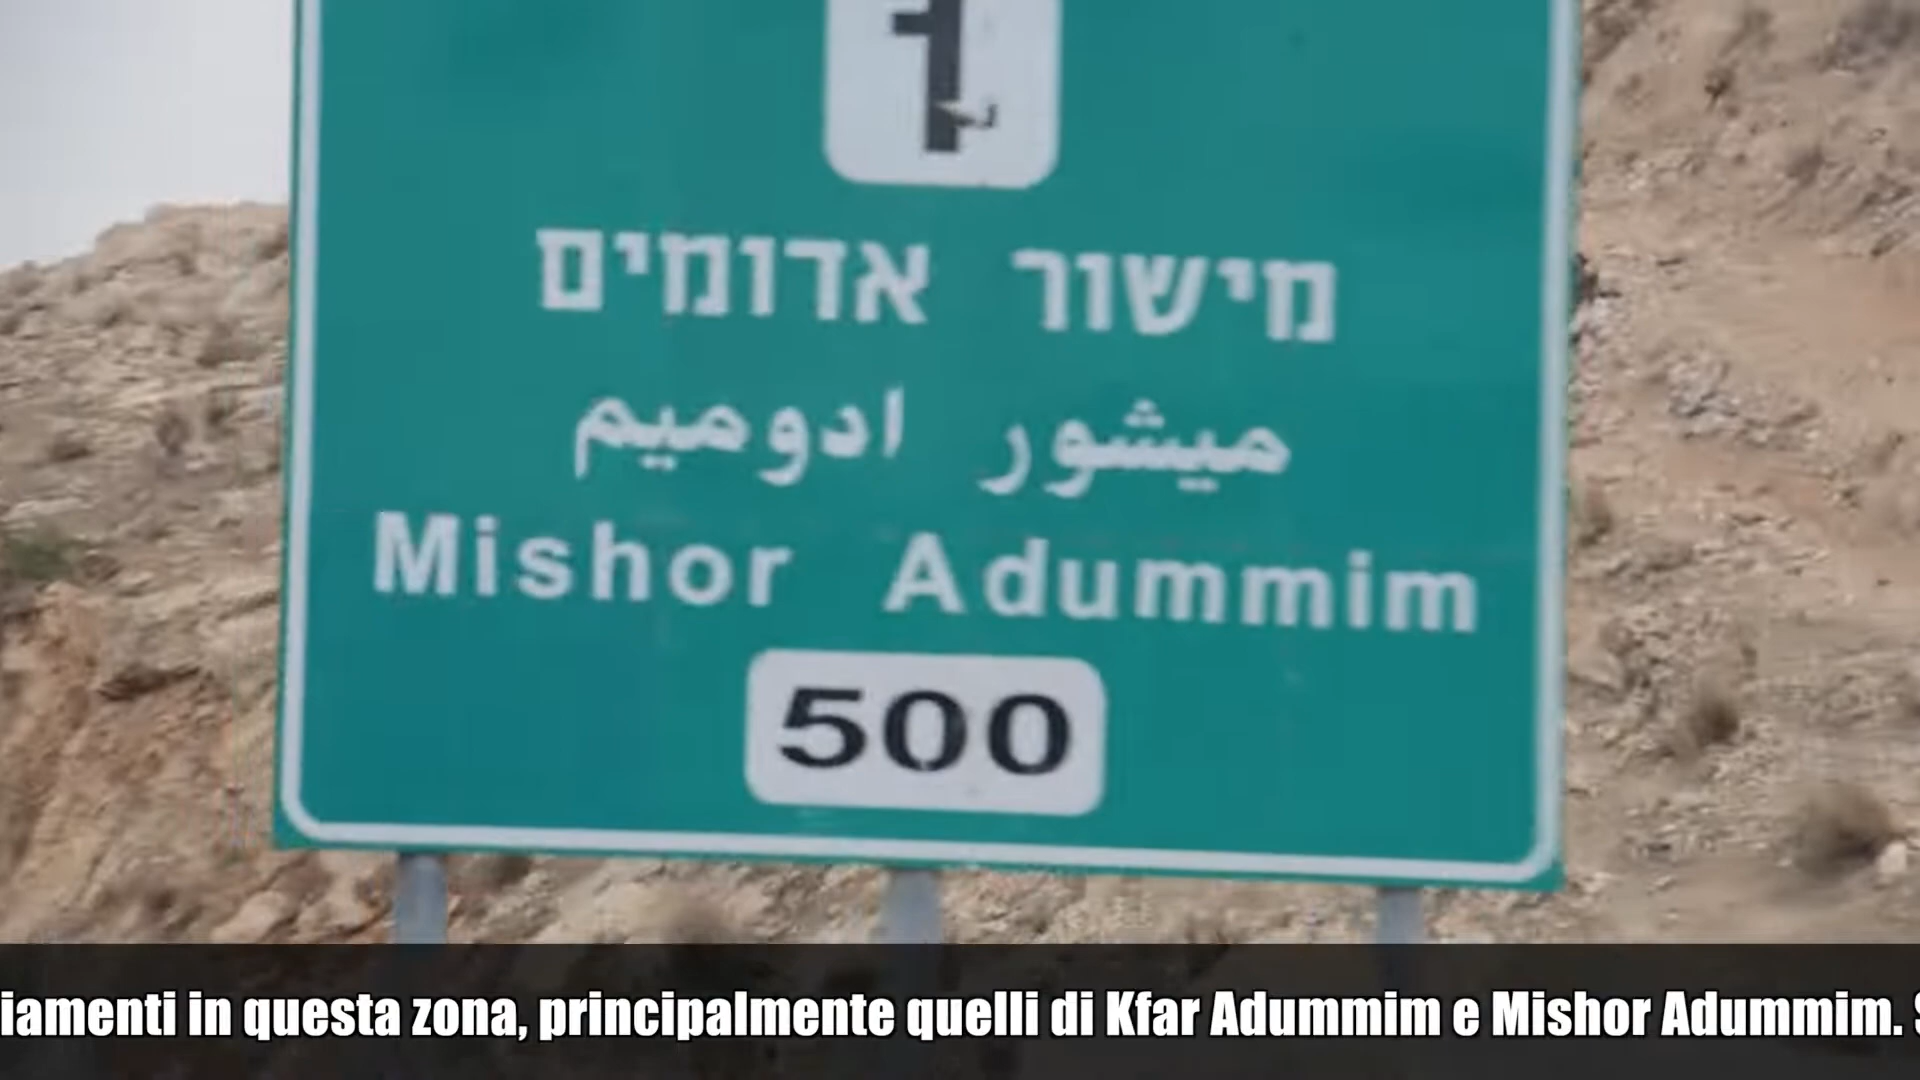 מישור אדומים
ميشور ادوميم
Mishor Adummim
500
iamenti in questa zona, principalmente quelli di Kfar Adummim e Mishor Adummim.